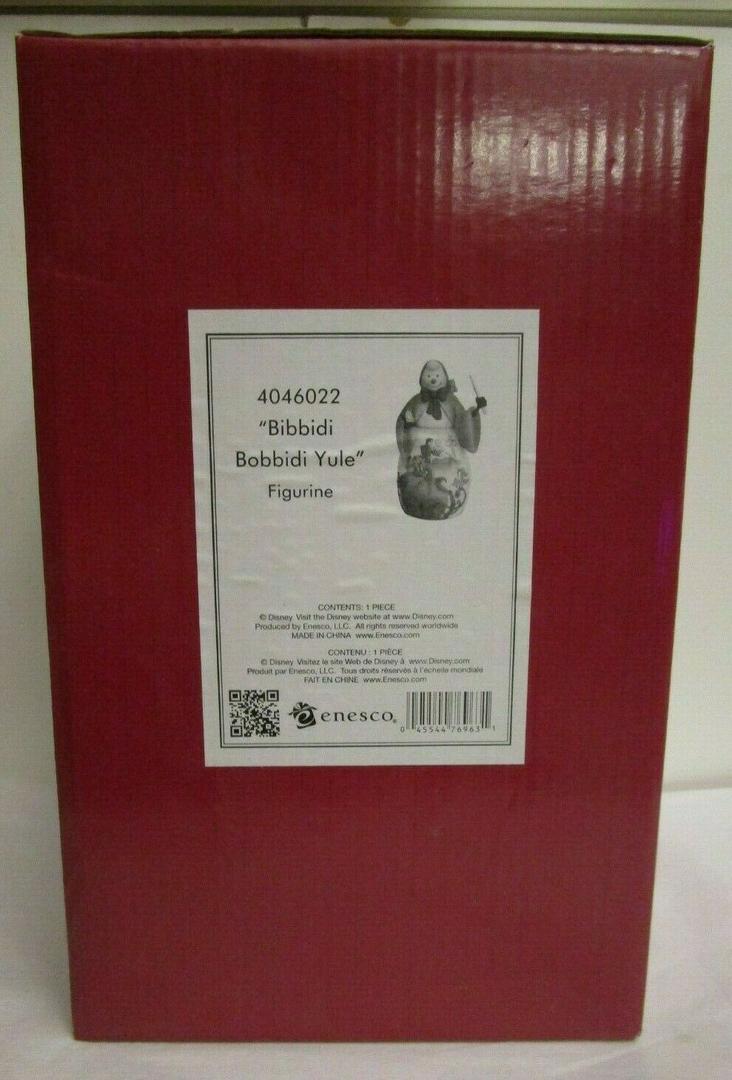 4046022
“Bibbidi
Bobbidi Yule”
Figurine
CONTENTS: 1 PIECE
© Disney Visit the Disney website at www.Disney.com
Produced by Enesco, LLC. All rights reserved worldwide
MADE IN CHINA www.Enesco.com
CONTENU : 1 PIÈCE
© Disney Visitez le site Web de Disney à www.Disney.com
Produit par Enesco, LLC. Tous droits réservés à l'échelle mondiale
FAIT EN CHINE www.Enesco.com
enesco®
0 45544 76963 1